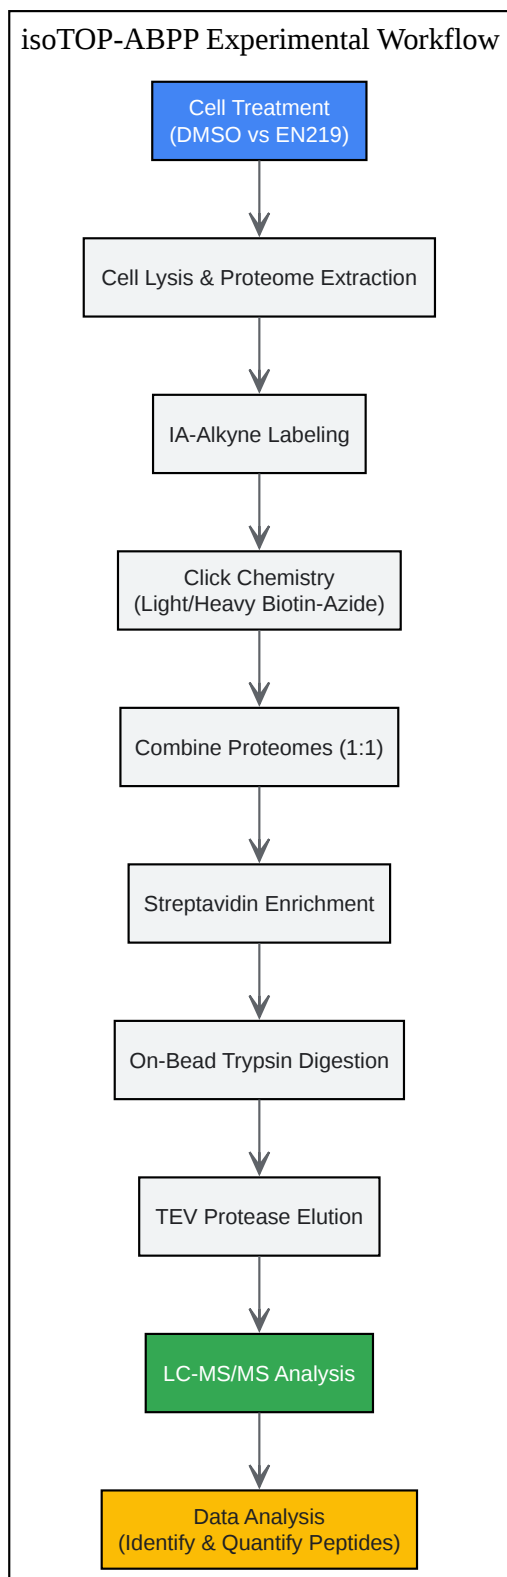 isoTOP-ABPP Experimental Workflow
Cell Treatment
(DMSO vs EN219)
Cell Lysis & Proteome Extraction
IA-Alkyne Labeling
Click Chemistry
(Light/Heavy Biotin-Azide)
Combine Proteomes (1:1)
Streptavidin Enrichment
On-Bead Trypsin Digestion
TEV Protease Elution
LC-MS/MS Analysis
Data Analysis
(Identify & Quantify Peptides)